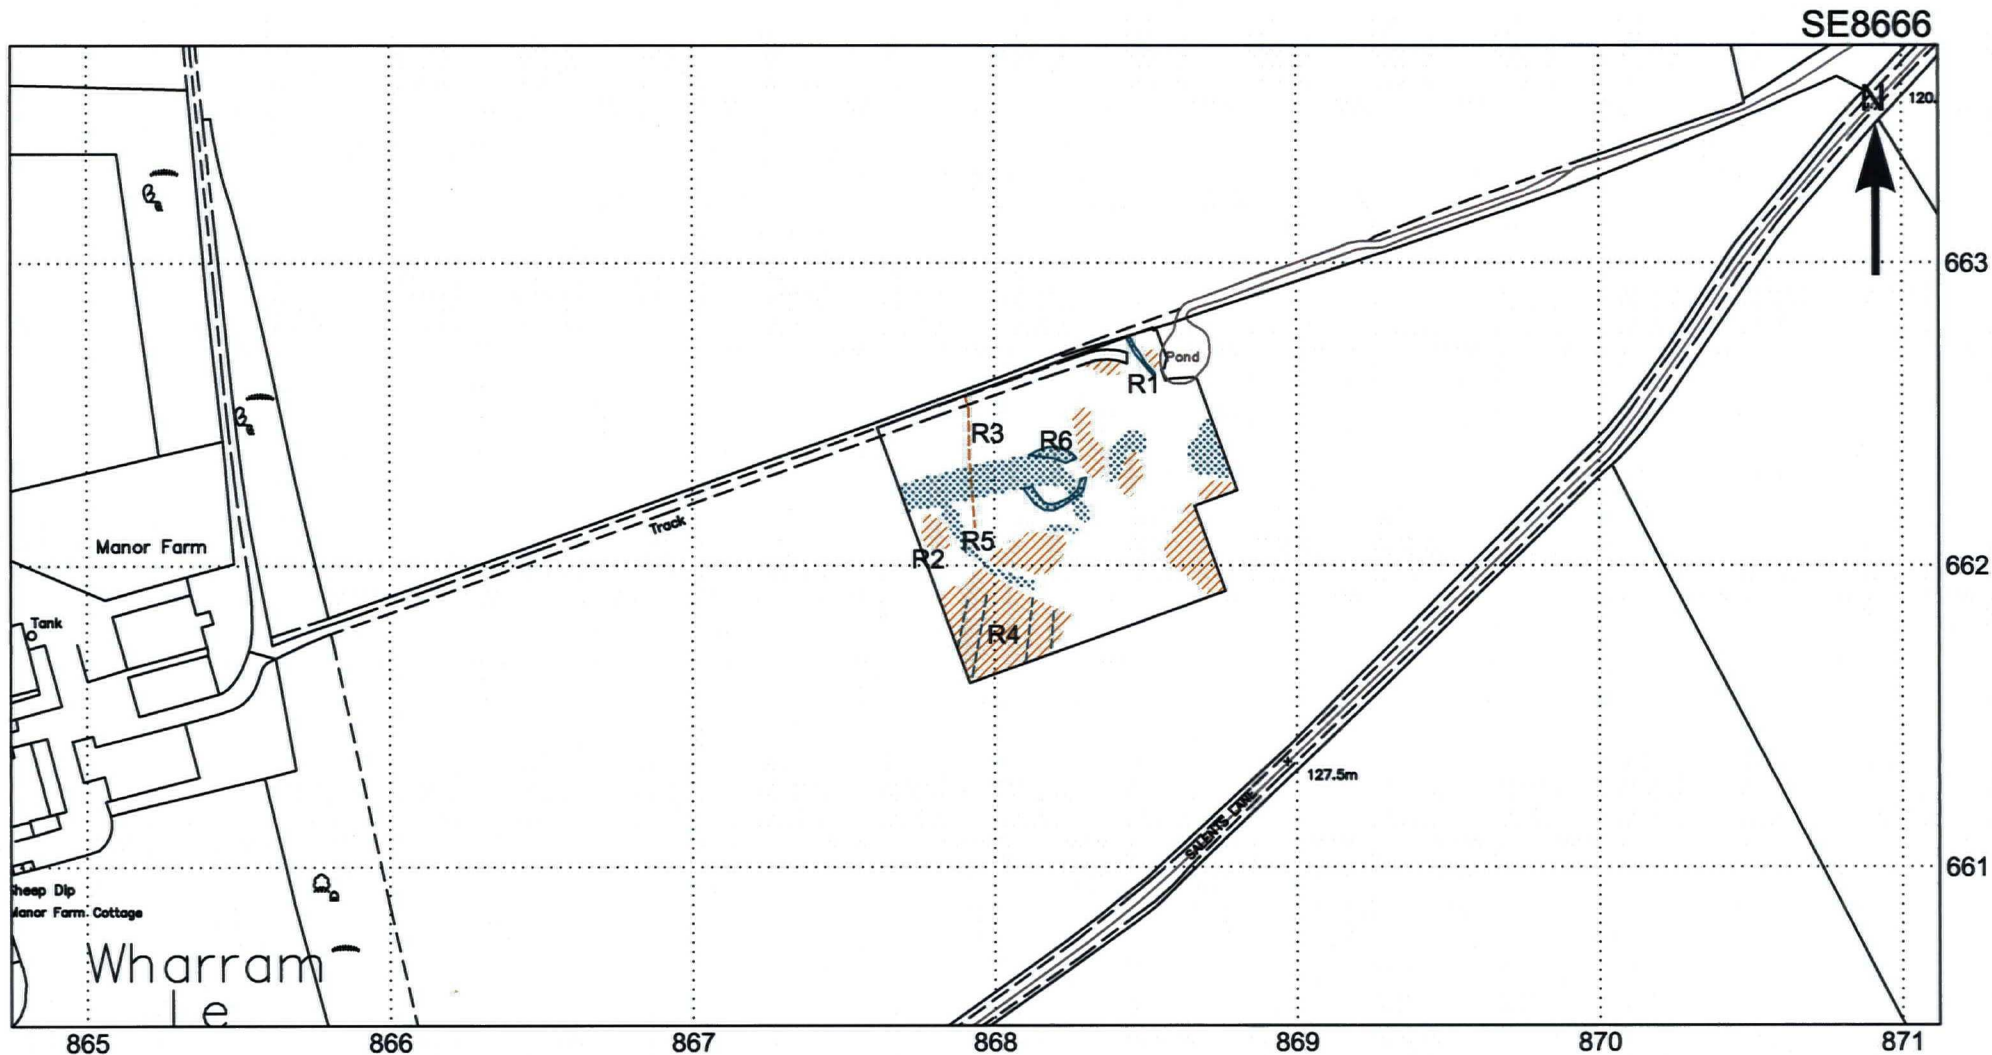 SE8666
N
120.
663
Pond
R1
R3
R6
Track
R5
Manor Farm
R2
662
Tank
R4
127.5m
SALENTS LANE
661
Sheep Dip
Manor Farm Cottage
Wharram
le
865 866 867 868 869 870 871